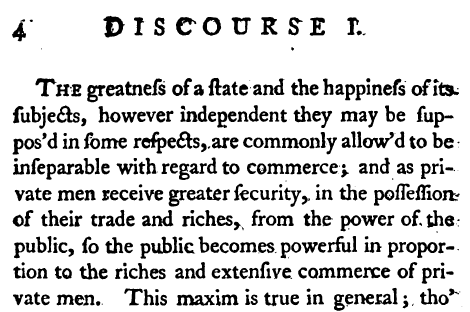 4 DISCOURSE I.
THE greatneſs of a ſtate and the happineſs of its
ſubjects, however independent they may be ſup-
pos'd in ſome reſpects, are commonly allow'd to be
inſeparable with regard to commerce; and as pri-
vate men receive greater ſecurity, in the poſſeſſion
of their trade and riches, from the power of the
public, ſo the public becomes powerful in propor-
tion to the riches and extenſive commerce of pri-
vate men. This maxim is true in general; tho'